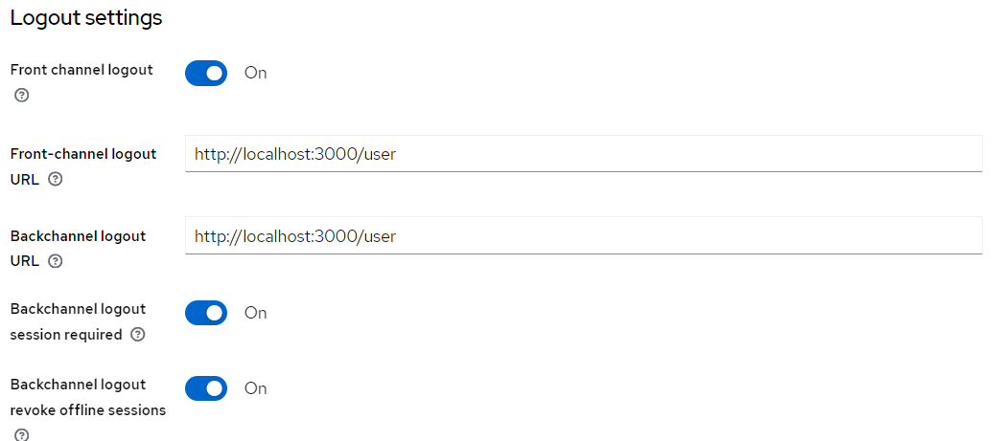 Logout settings
Front channel logout
On
Front-channel logout
URL
http://localhost:3000/user
Backchannel logout
URL
http://localhost:3000/user
Backchannel logout
session required
On
Backchannel logout
revoke offline sessions
On